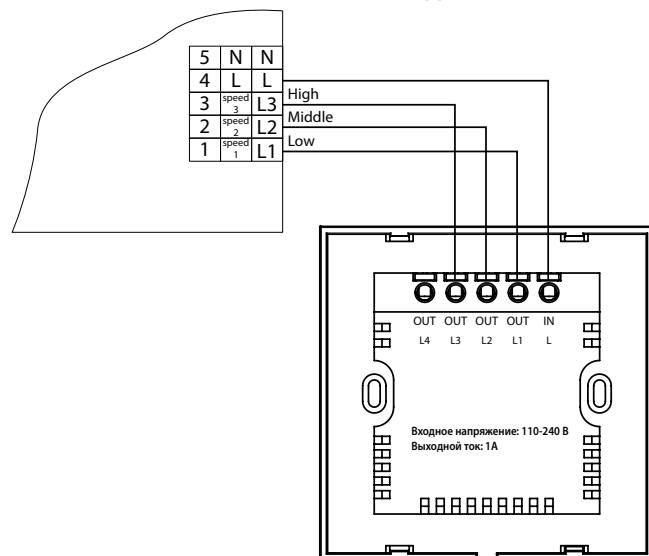 5 N N
4 L L
3 speed 3 L3 High
2 speed 2 L2 Middle
1 speed 1 L1 Low
OUT OUT OUT OUT IN
L4 L3 L2 L1 L
Входное напряжение: 110-240 В
Выходной ток: 1А